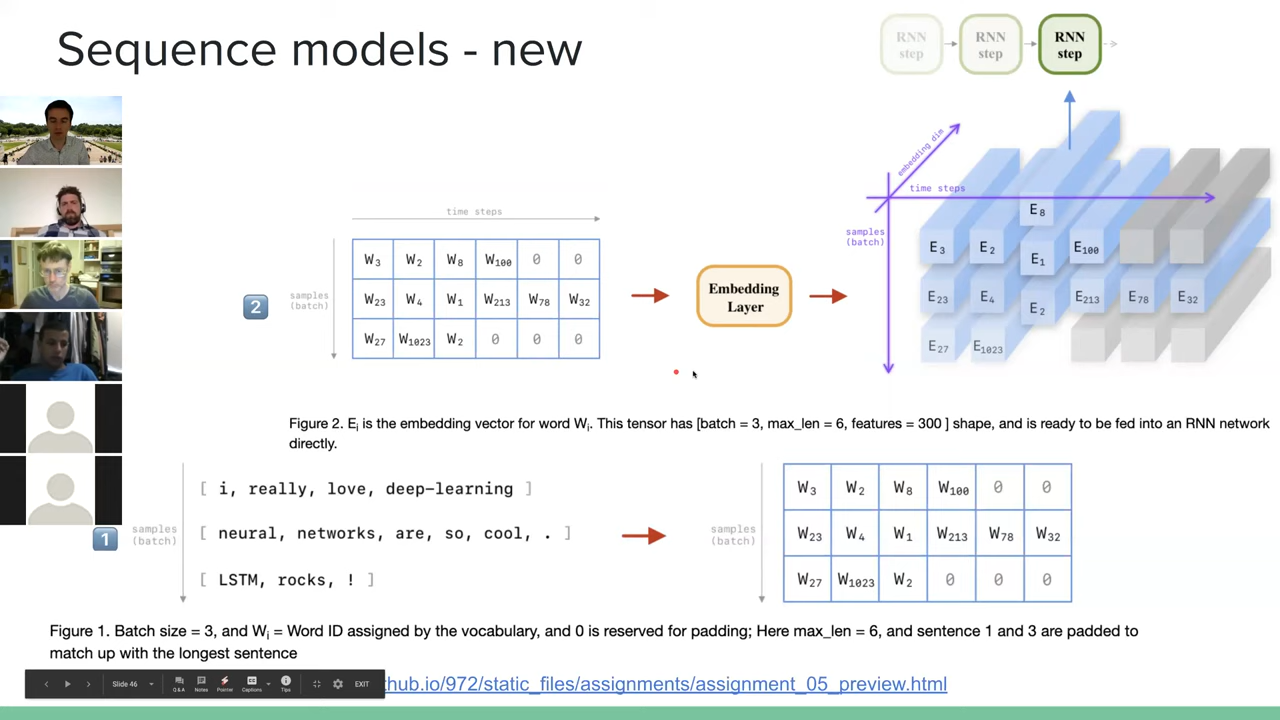 Sequence models - new
RNN step
RNN step
RNN step
embedding dim
time steps
samples (batch)
E8
E3 E2 E1 E100
E23 E4 E2 E213 E78 E32
E27 E1023
time steps
samples (batch)
W3 W2 W8 W100 0 0
W23 W4 W1 W213 W78 W32
W27 W1023 W2 0 0 0
2
Embedding Layer
Figure 2. Ei is the embedding vector for word Wi. This tensor has [batch = 3, max_len = 6, features = 300 ] shape, and is ready to be fed into an RNN network
directly.
1
samples (batch)
[ i, really, love, deep-learning ]
[ neural, networks, are, so, cool, . ]
[ LSTM, rocks, ! ]
samples (batch)
W3 W2 W8 W100 0 0
W23 W4 W1 W213 W78 W32
W27 W1023 W2 0 0 0
Figure 1. Batch size = 3, and Wi = Word ID assigned by the vocabulary, and 0 is reserved for padding; Here max_len = 6, and sentence 1 and 3 are padded to
match up with the longest sentence
Slide 46 Q & A Notes Pointer Captions Tips EXIT
thub.io/972/static_files/assignments/assignment_05_preview.html